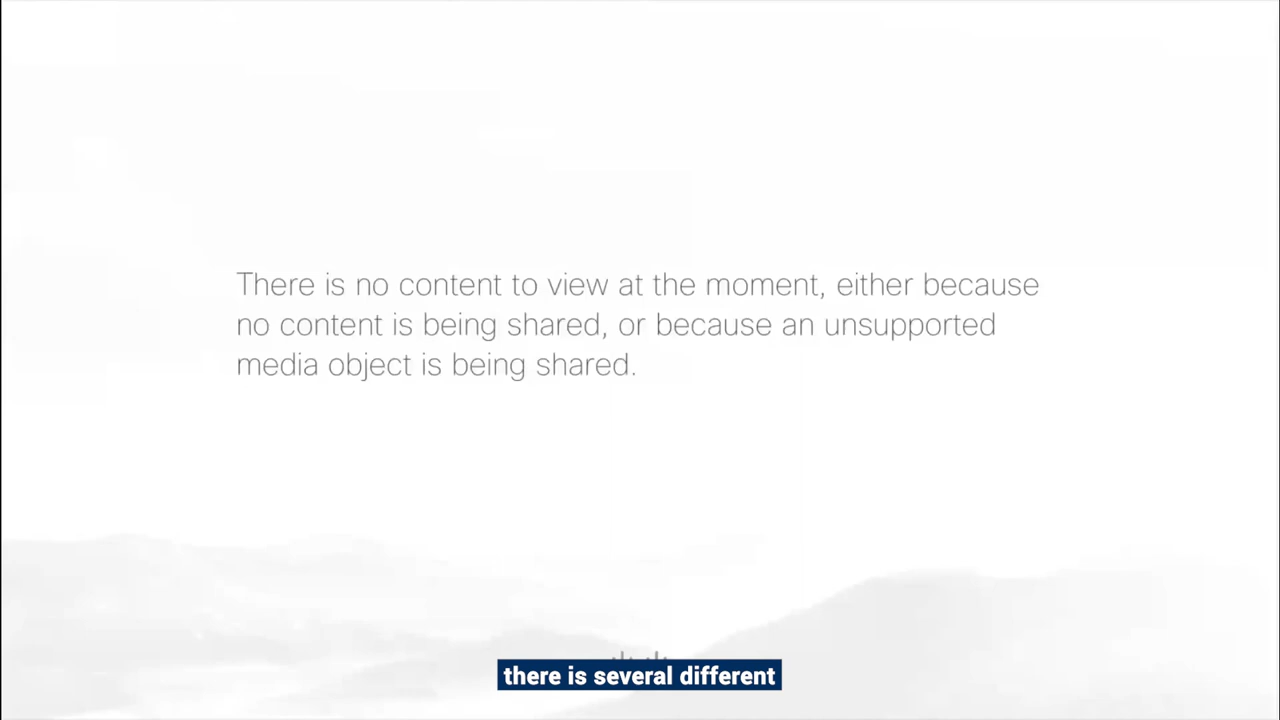 There is no content to view at the moment, either because
no content is being shared, or because an unsupported
media object is being shared.
there is several different